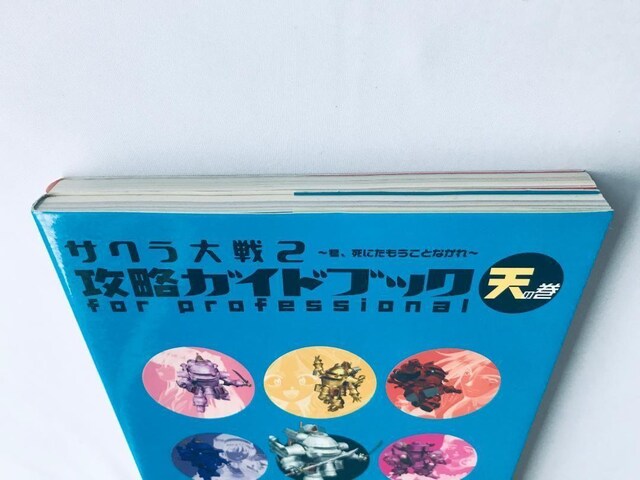 サクラ大戦2 ～君、死にたもうことなかれ～
攻略ガイドブック 天の巻
for professional